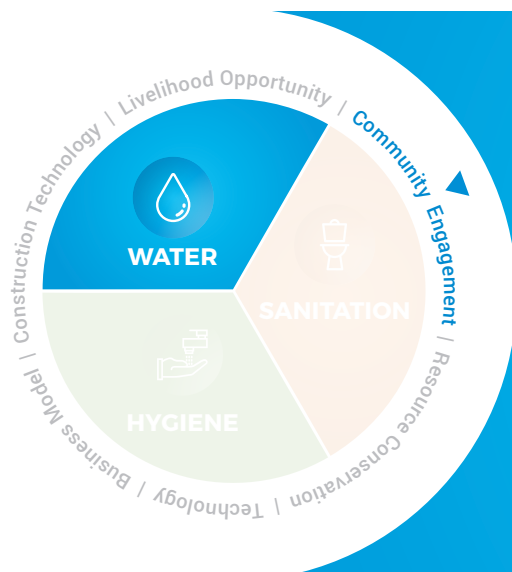 Construction Technology | Livelihood Opportunity | Community Engagement | Resource Conservation | Technology | Business Model |
WATER
SANITATION
HYGIENE